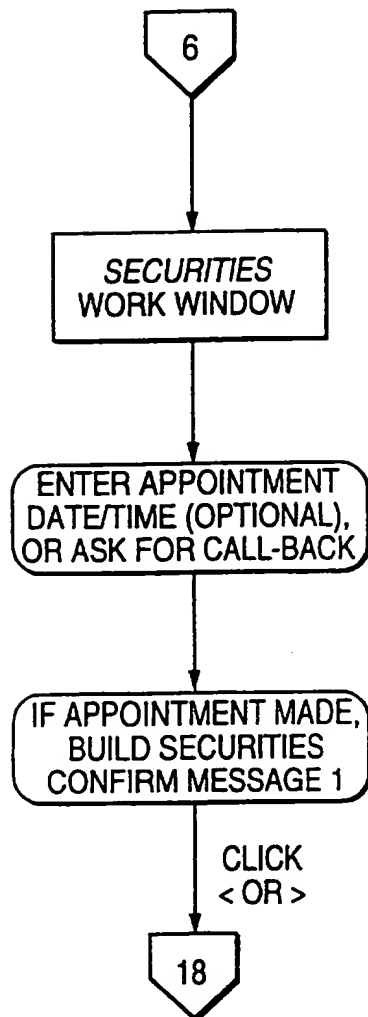 6
SECURITIES
WORK WINDOW
ENTER APPOINTMENT
DATE/TIME (OPTIONAL),
OR ASK FOR CALL-BACK
IF APPOINTMENT MADE,
BUILD SECURITIES
CONFIRM MESSAGE 1
CLICK
< OR >
18